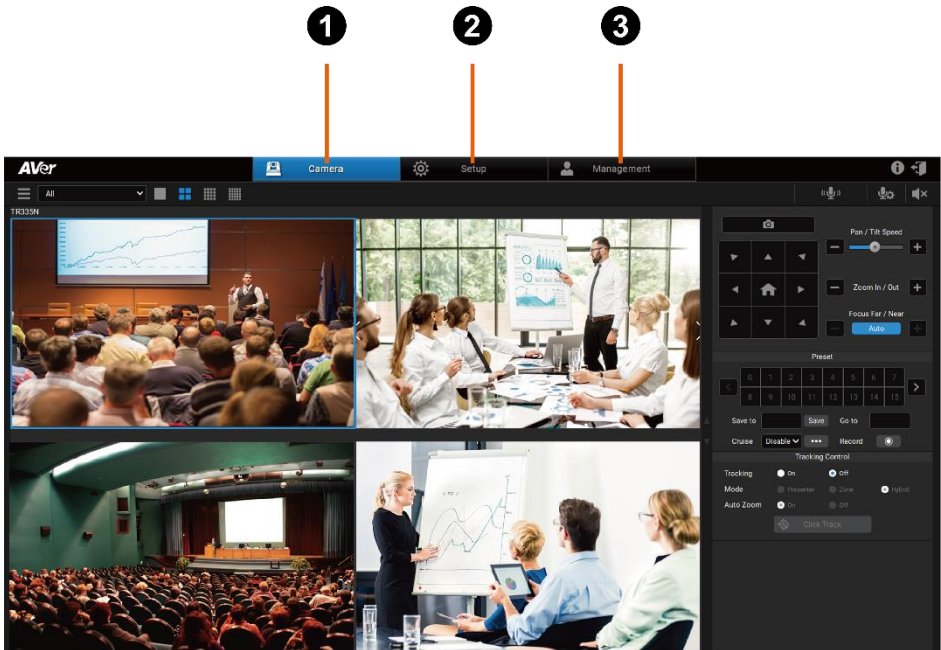 1 2 3
AVer Camera Setup Management
All
TR335N
Pan / Tilt Speed
Zoom In / Out
Focus Far / Near
Auto
Preset
0 1 2 3 4 5 6 7
8 9 10 11 12 13 14 15
Save to Save Go to
Cruise Disable Record
Tracking Control
Tracking On Off
Mode Presenter Zone Hybrid
Auto Zoom On Off
Click Track